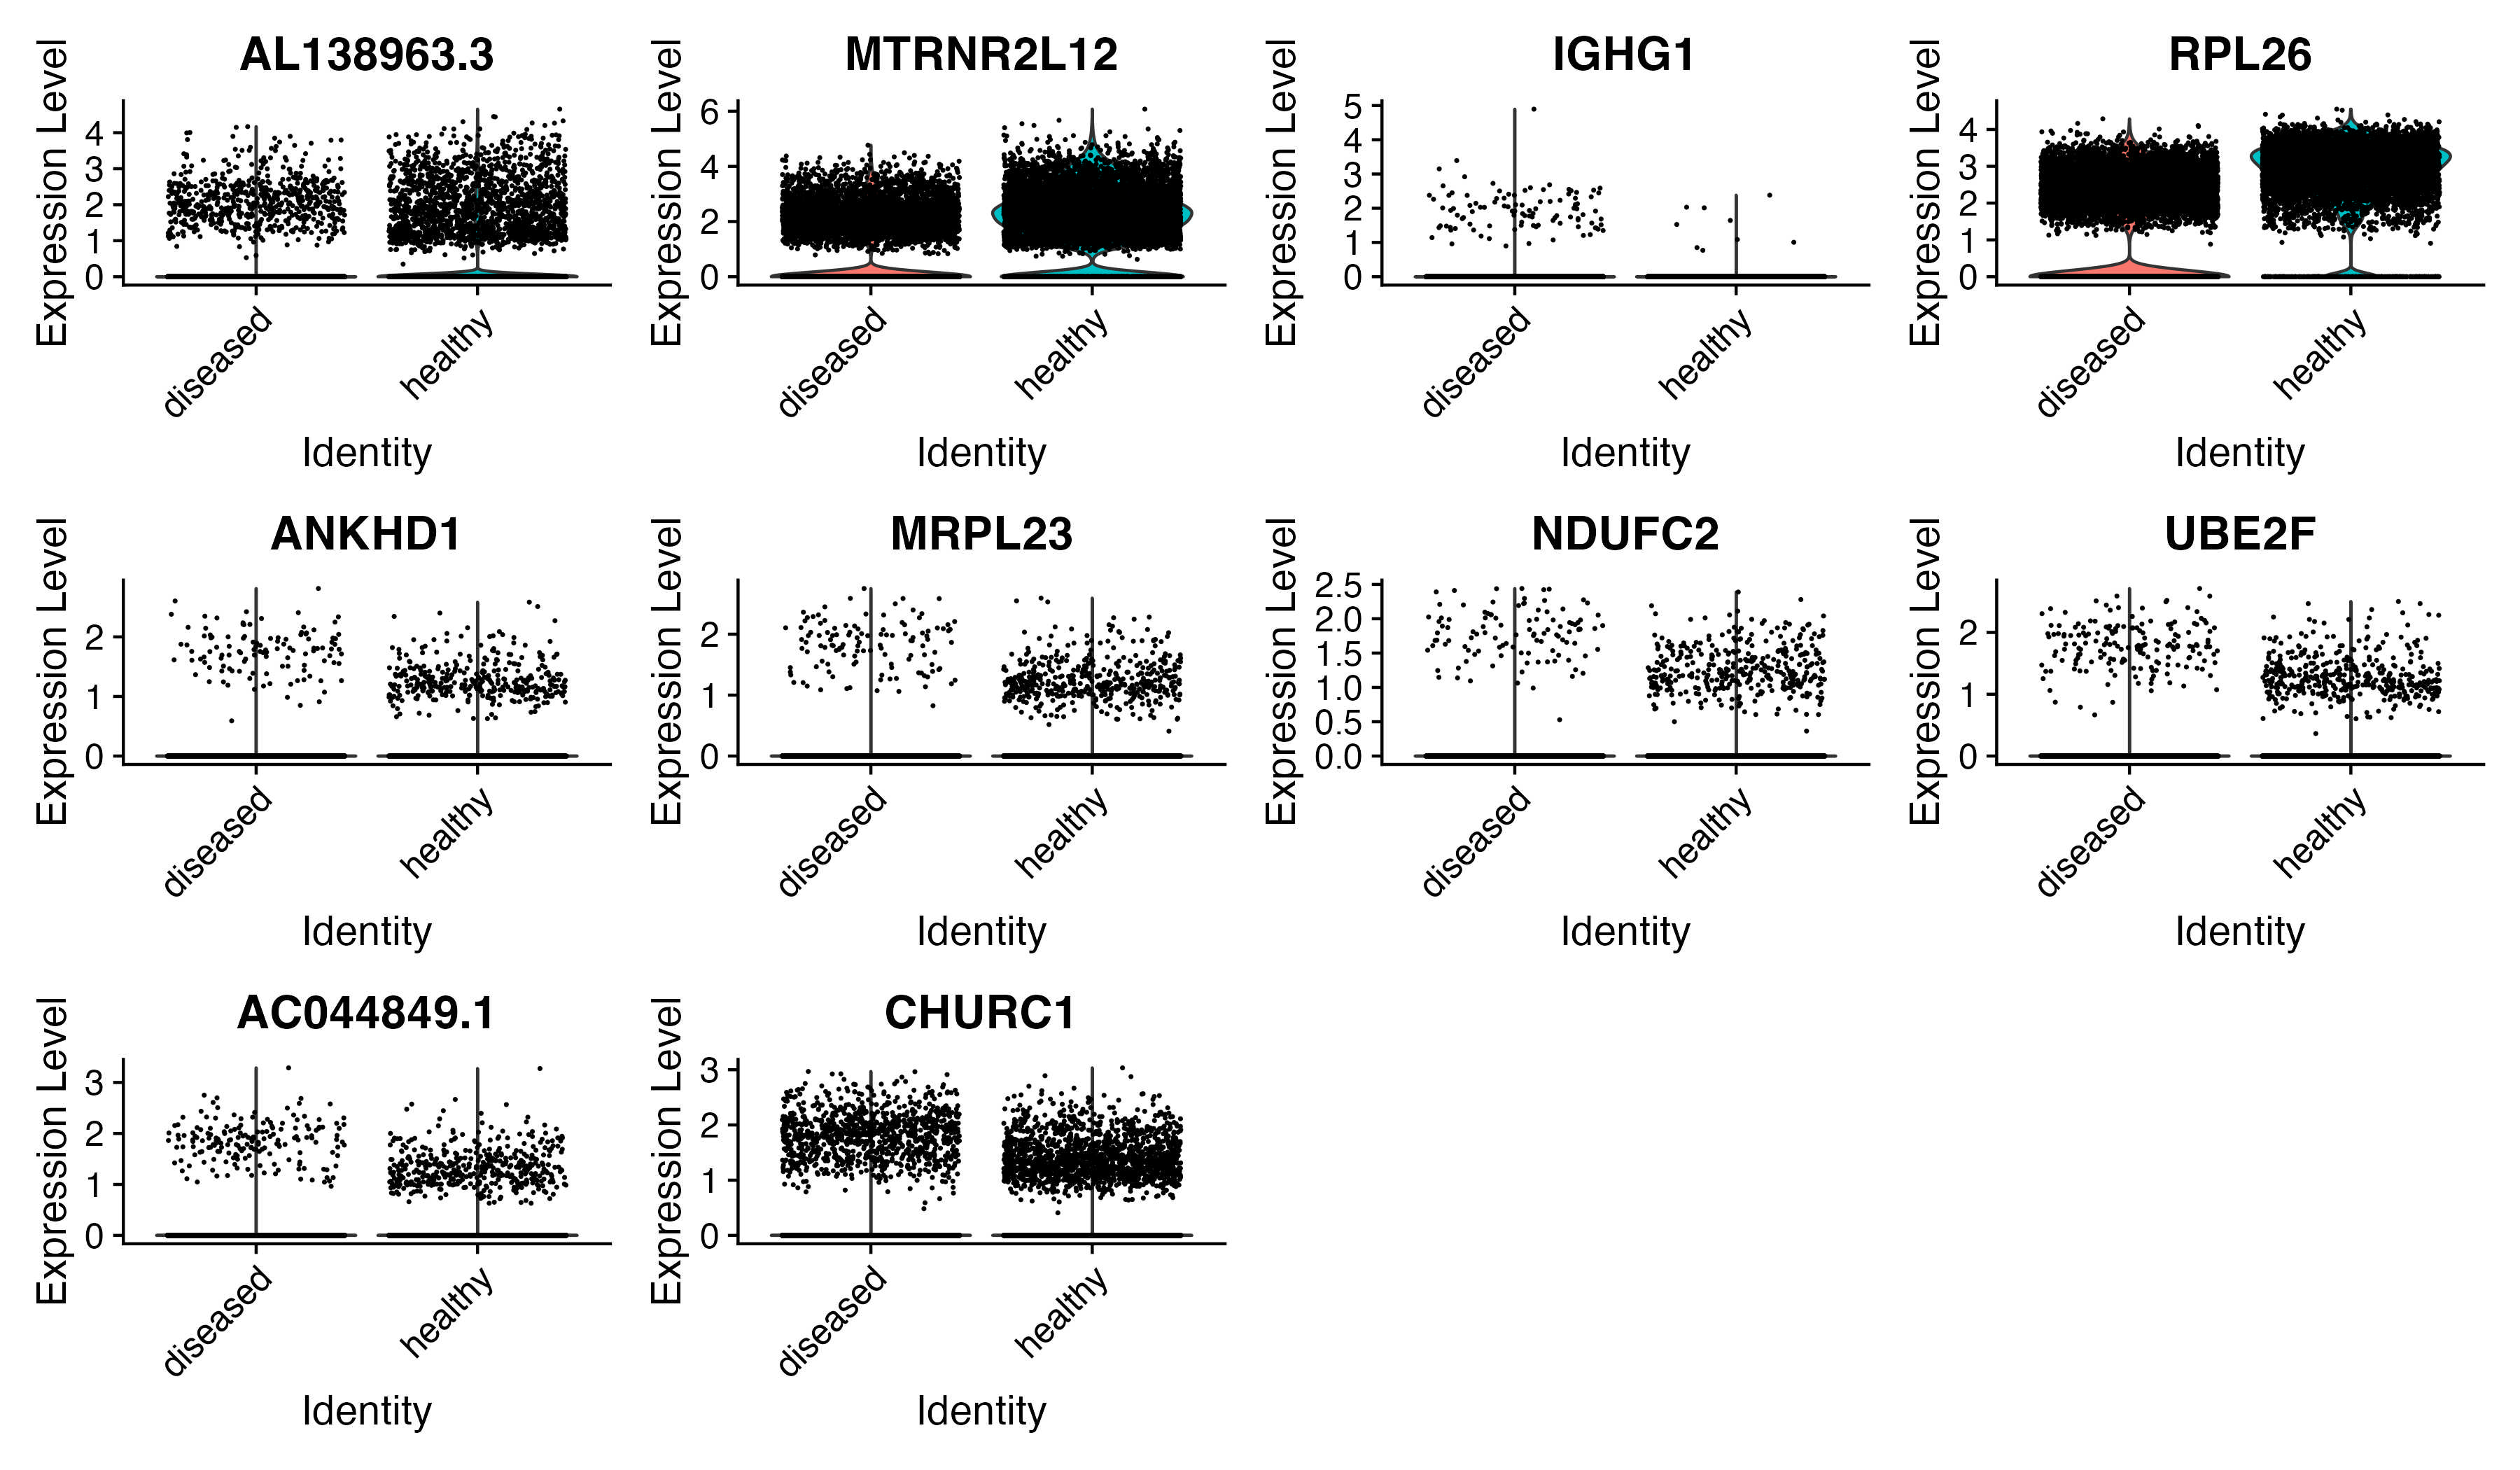 AL138963.3
Expression Level
4
3
2
1
0
diseased
healthy
Identity
MTRNR2L12
Expression Level
6
4
2
0
diseased
healthy
Identity
IGHG1
Expression Level
5
4
3
2
1
0
diseased
healthy
Identity
RPL26
Expression Level
4
3
2
1
0
diseased
healthy
Identity
ANKHD1
Expression Level
2
1
0
diseased
healthy
Identity
MRPL23
Expression Level
2
1
0
diseased
healthy
Identity
NDUFC2
Expression Level
2.5
2.0
1.5
1.0
0.5
0.0
diseased
healthy
Identity
UBE2F
Expression Level
2
1
0
diseased
healthy
Identity
AC044849.1
Expression Level
3
2
1
0
diseased
healthy
Identity
CHURC1
Expression Level
3
2
1
0
diseased
healthy
Identity